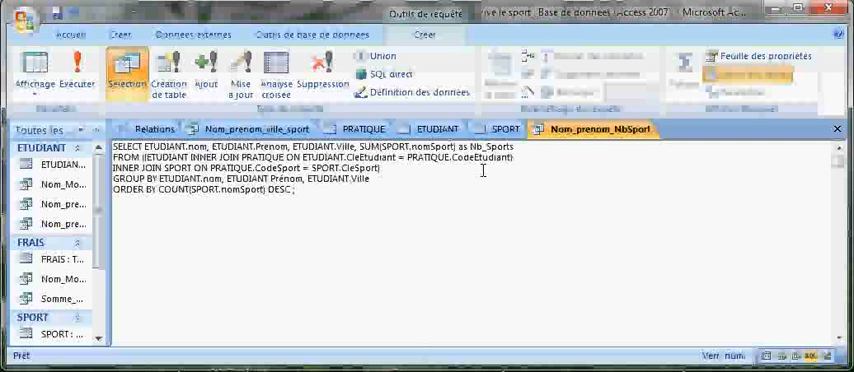 Outils de requête
vive le sport : Base de données (Access 2007) - Microsoft Ac...
Accueil Créer Données externes Outils de base de données Créer
Affichage Exécuter Sélection Création de table Ajout Mise à jour Analyse croisée Suppression
Union
SQL direct
Définition des données
Feuille des propriétés
Toutes les
Relations Nom_prenom_ville_sport PRATIQUE ETUDIANT SPORT Nom_prenom_NbSport
ETUDIANT
ETUDIAN...
Nom_Mo...
Nom_pre...
Nom_pre...
FRAIS
FRAIS : T...
Nom_Mo...
Somme_...
SPORT
SPORT : ...
SELECT ETUDIANT.nom, ETUDIANT.Prenom, ETUDIANT.Ville, SUM(SPORT.nomSport) as Nb_Sports
FROM ((ETUDIANT INNER JOIN PRATIQUE ON ETUDIANT.CleEtudiant = PRATIQUE.CodeEtudiant)
INNER JOIN SPORT ON PRATIQUE.CodeSport = SPORT.CleSport)
GROUP BY ETUDIANT.nom, ETUDIANT.Prénom, ETUDIANT.Ville
ORDER BY COUNT(SPORT.nomSport) DESC ;
Prêt
Verr. num.
SQL